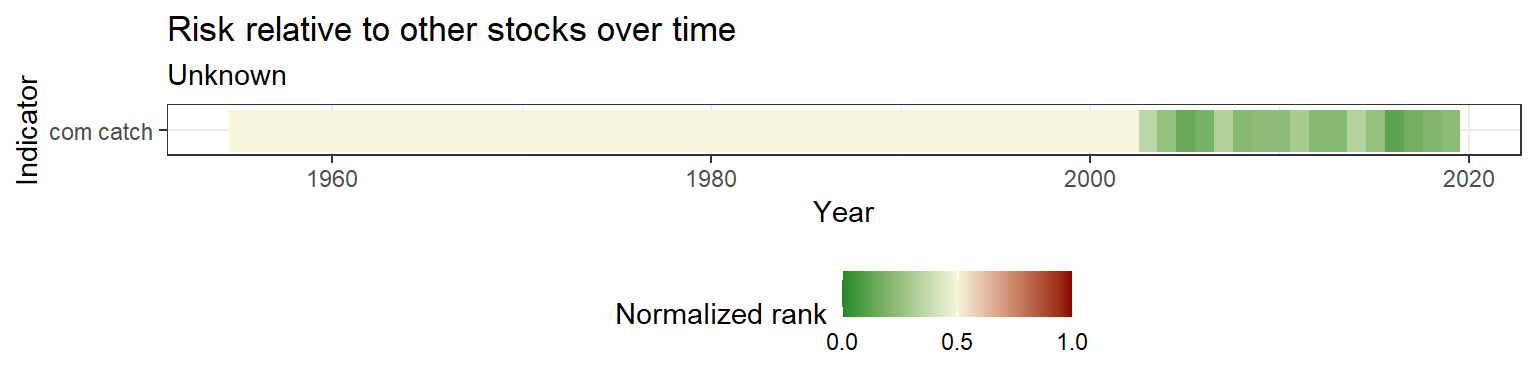 Risk relative to other stocks over time
Unknown
Indicator
com catch
1960 1980 2000 2020
Year
Normalized rank
0.0 0.5 1.0